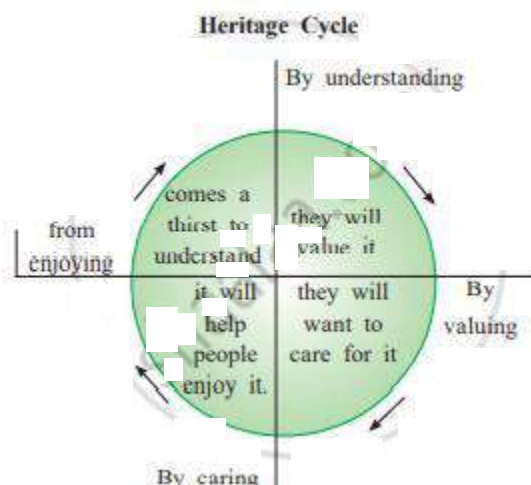 Heritage Cycle
By understanding
they will
value it
By
valuing
they will
want to
care for it
By caring
it will
help
people
enjoy it.
from
enjoying
comes a
thirst to
understand